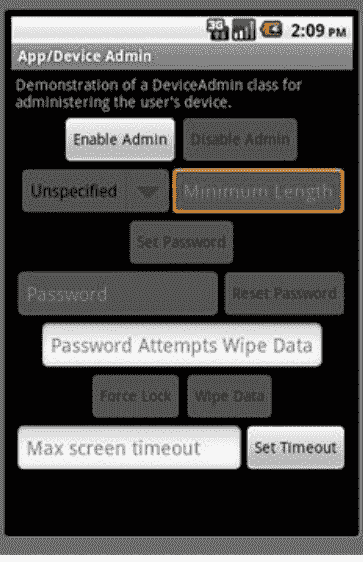 3G
2:09 PM
App/Device Admin
Demonstration of a DeviceAdmin class for
administering the user's device.
Enable Admin Disable Admin
Unspecified Minimum Length
Set Password
Password Reset Password
Password Attempts Wipe Data
Force Lock Wipe Data
Max screen timeout Set Timeout